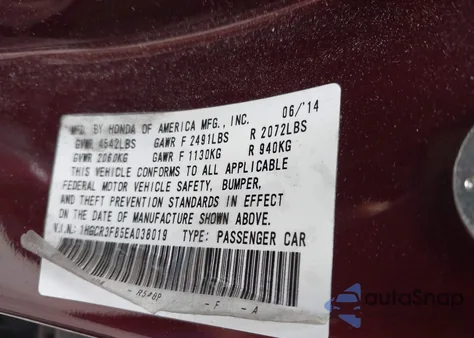 MFD. BY HONDA OF AMERICA MFG., INC. 06/'14
GVWR 4542LBS GAWR F 2491LBS R 2072LBS
GVWR 2060KG GAWR F 1130KG R 940KG
THIS VEHICLE CONFORMS TO ALL APPLICABLE
FEDERAL MOTOR VEHICLE SAFETY, BUMPER,
AND THEFT PREVENTION STANDARDS IN EFFECT
ON THE DATE OF MANUFACTURE SHOWN ABOVE.
V.I.N.: 1HGCR3F85EA038019 TYPE: PASSENGER CAR
- R548P - F - A
AutoSnap